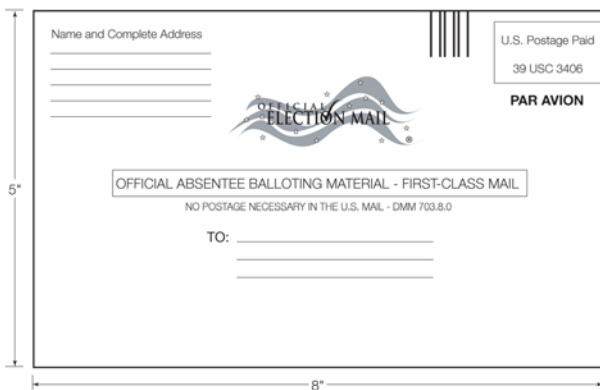 Name and Complete Address
U.S. Postage Paid
39 USC 3406
PAR AVION
OFFICIAL
ELECTION MAIL
®
OFFICIAL ABSENTEE BALLOTING MATERIAL - FIRST-CLASS MAIL
NO POSTAGE NECESSARY IN THE U.S. MAIL - DMM 703.8.0
TO:
5"
8"